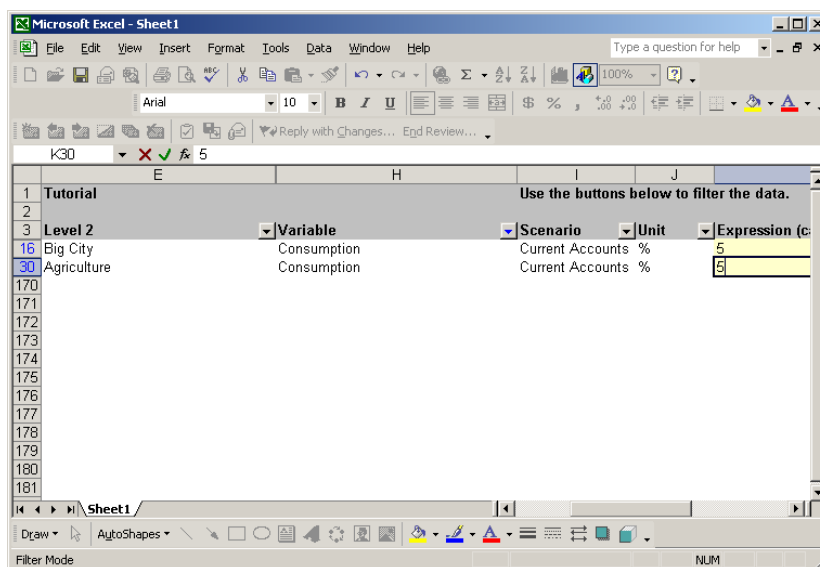 Microsoft Excel - Sheet1
File Edit View Insert Format Tools Data Window Help Type a question for help
100%
Arial 10 B I U $ % ,
Reply with Changes... End Review...
K30 fx 5
E H I J
1 Tutorial Use the buttons below to filter the data.
2
3 Level 2 Variable Scenario Unit Expression (ca
16 Big City Consumption Current Accounts % 5
30 Agriculture Consumption Current Accounts % 5
170
171
172
173
174
175
176
177
178
179
180
181
Sheet1
Draw AutoShapes
Filter Mode NUM